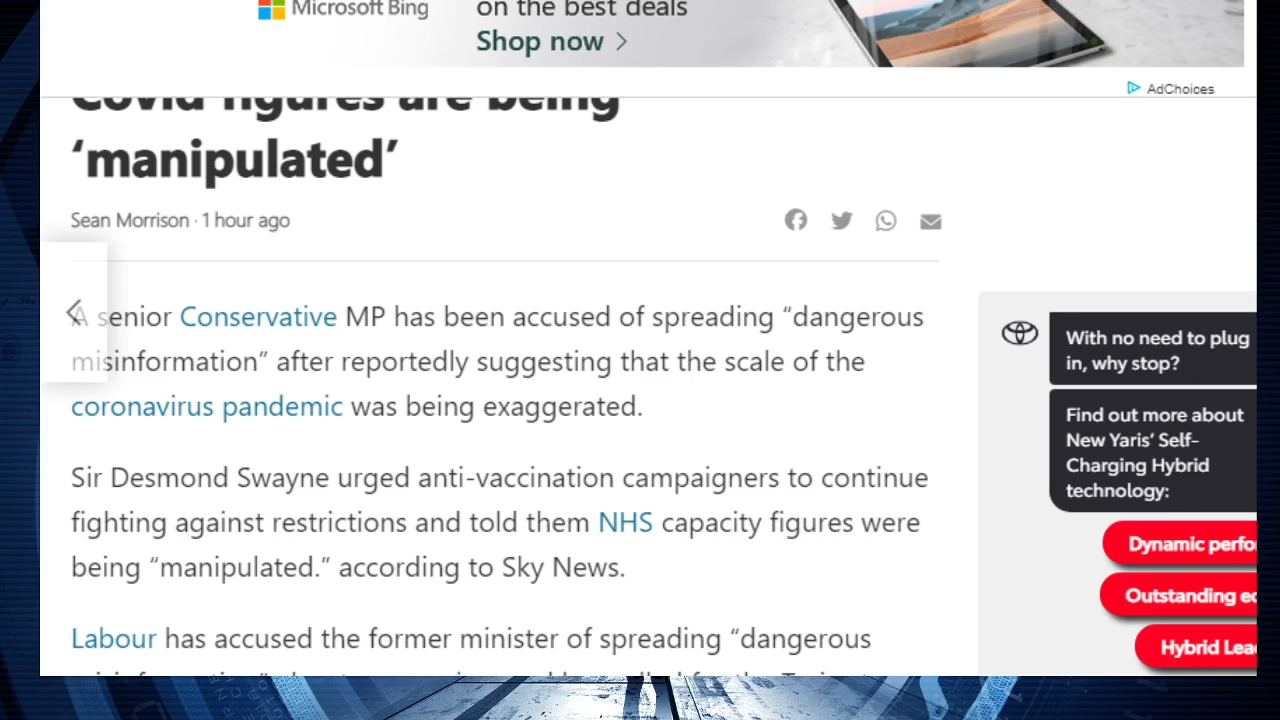 Microsoft Bing
on the best deals
Shop now >
AdChoices
Covid figures are being
‘manipulated’
Sean Morrison · 1 hour ago
A senior Conservative MP has been accused of spreading “dangerous
misinformation” after reportedly suggesting that the scale of the
coronavirus pandemic was being exaggerated.
Sir Desmond Swayne urged anti-vaccination campaigners to continue
fighting against restrictions and told them NHS capacity figures were
being “manipulated.” according to Sky News.
Labour has accused the former minister of spreading “dangerous
With no need to plug
in, why stop?
Find out more about
New Yaris’ Self-
Charging Hybrid
technology:
Dynamic perfo
Outstanding ec
Hybrid Lea